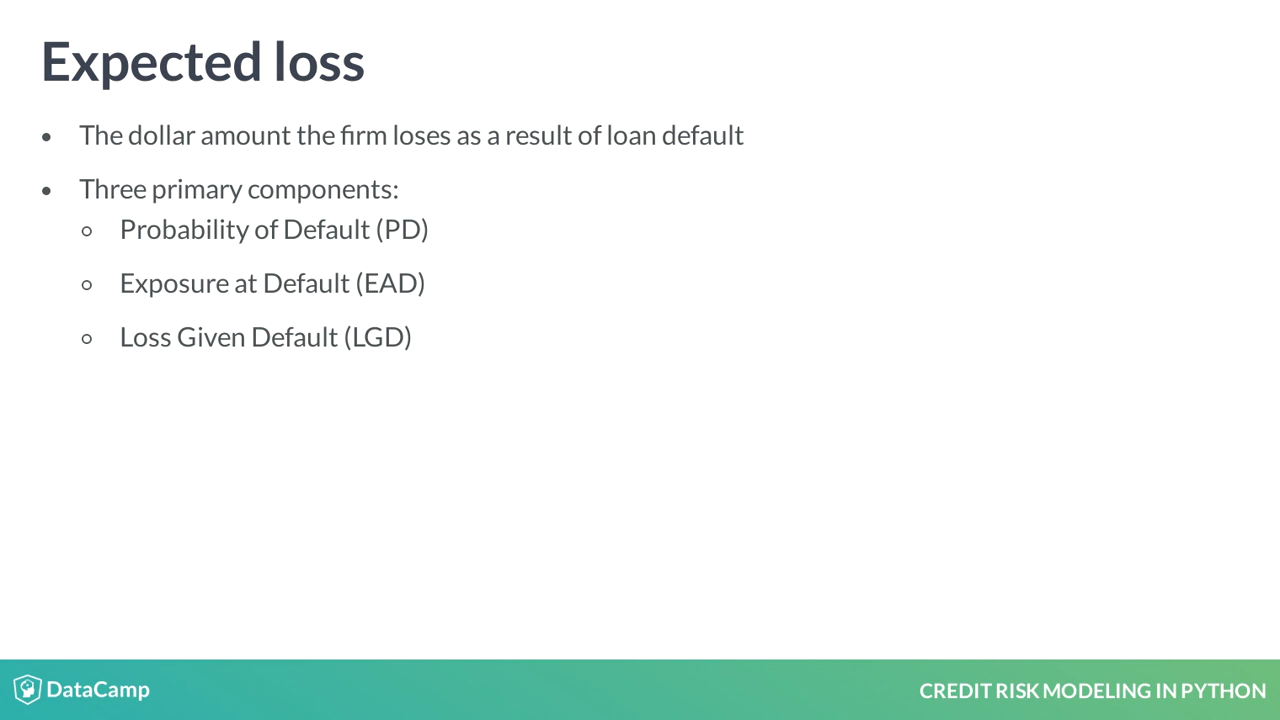 Expected loss
• The dollar amount the firm loses as a result of loan default
• Three primary components:
◦ Probability of Default (PD)
◦ Exposure at Default (EAD)
◦ Loss Given Default (LGD)
DataCamp
CREDIT RISK MODELING IN PYTHON